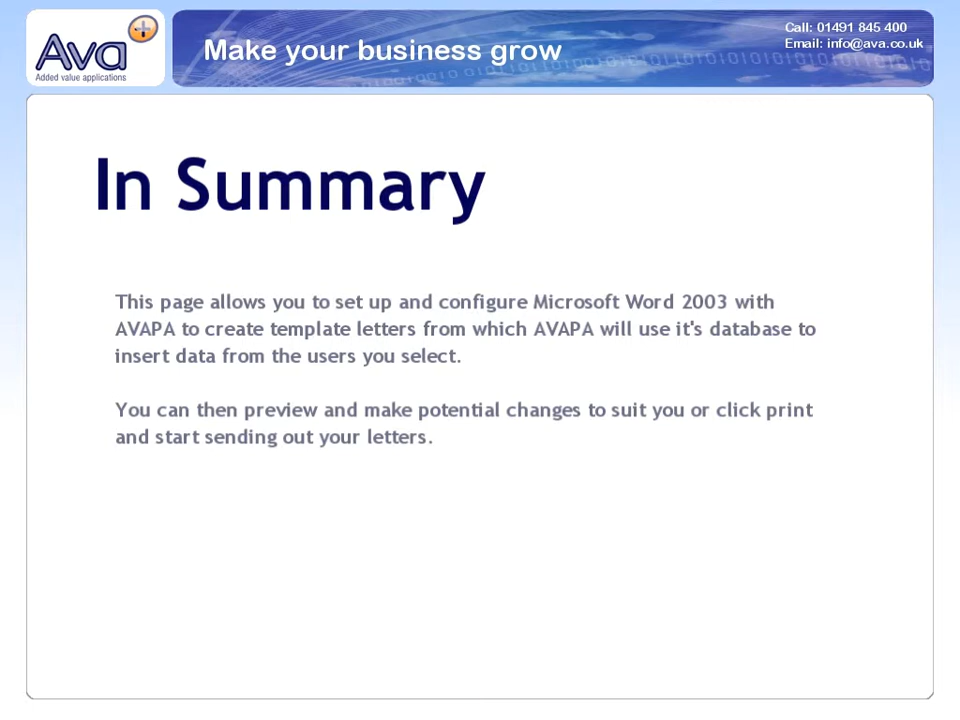 Ava
Added value applications
Make your business grow
Call: 01491 845 400
Email: info@ava.co.uk
In Summary
This page allows you to set up and configure Microsoft Word 2003 with
AVAPA to create template letters from which AVAPA will use it's database to
insert data from the users you select.
You can then preview and make potential changes to suit you or click print
and start sending out your letters.